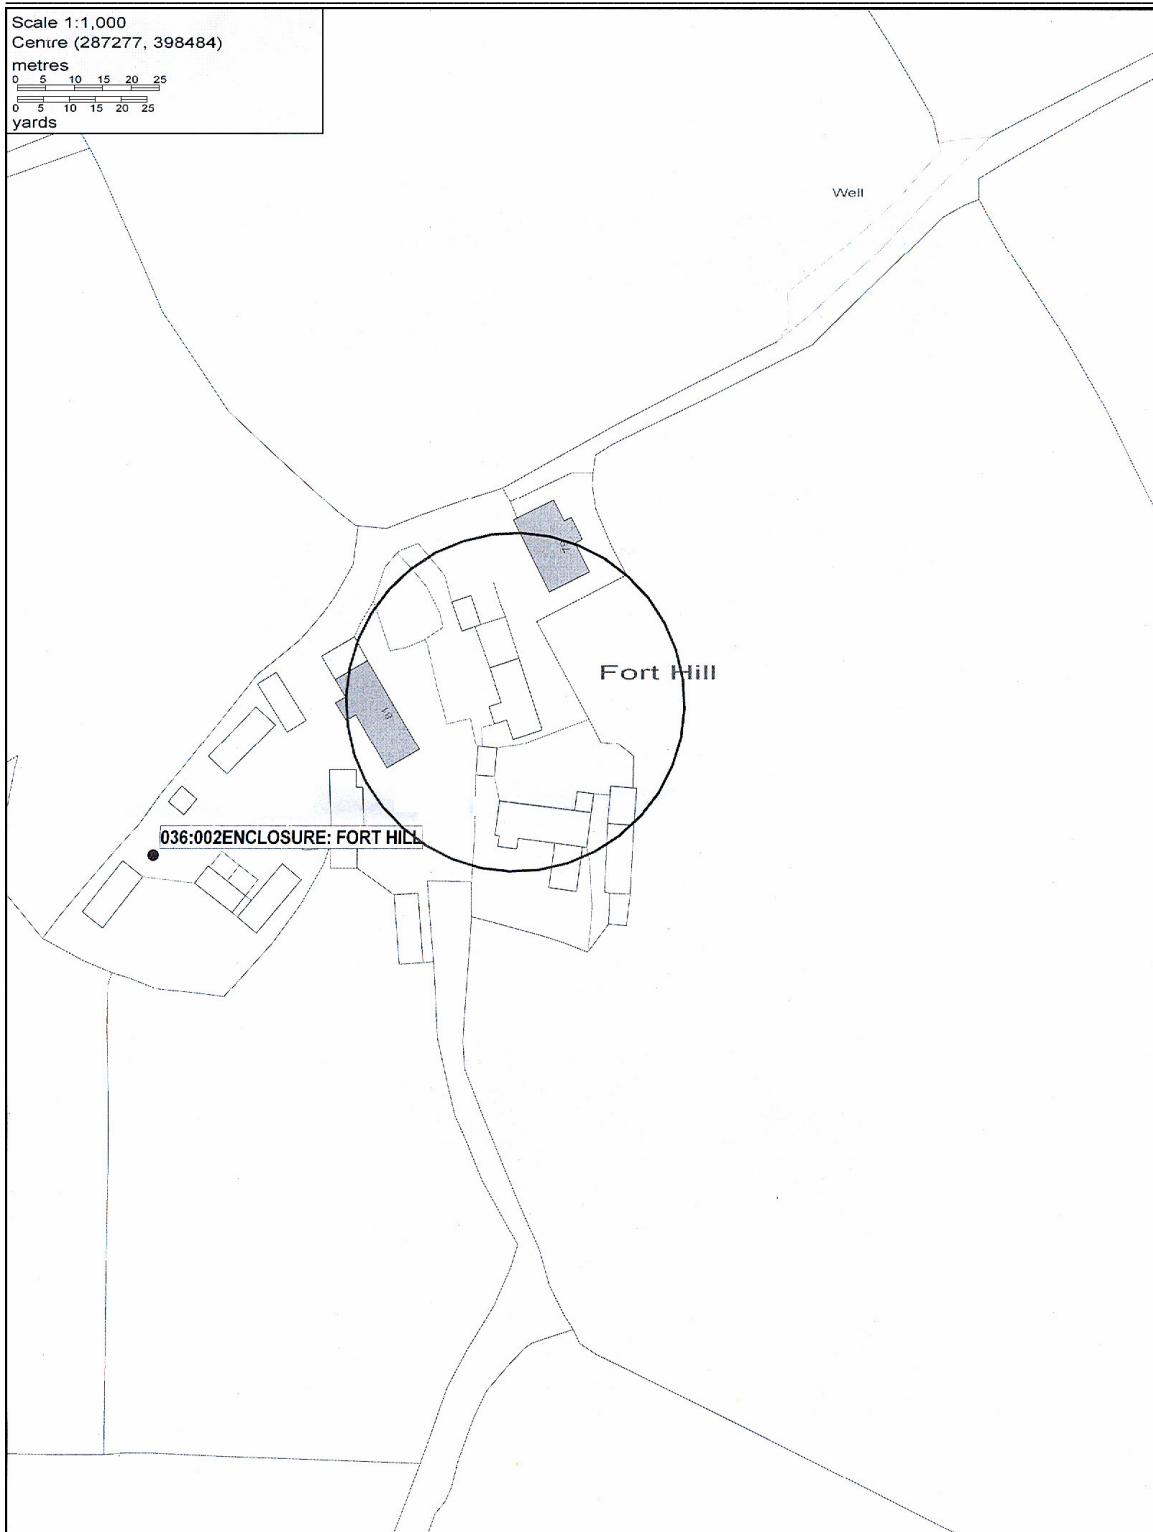 Scale 1:1,000
Centre (287277, 398484)
metres
0 5 10 15 20 25
0 5 10 15 20 25
yards
Well
Fort Hill
81
036:002ENCLOSURE: FORT HILL